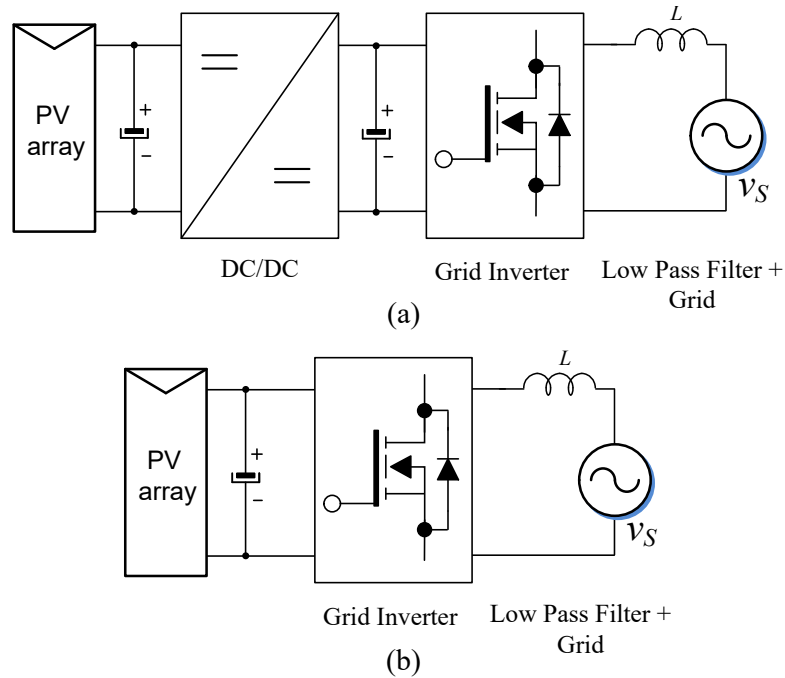 L
PV
array
+
−
+
−
v_S
DC/DC
Grid Inverter
Low Pass Filter +
Grid
(a)
L
PV
array
+
−
v_S
Grid Inverter
Low Pass Filter +
Grid
(b)